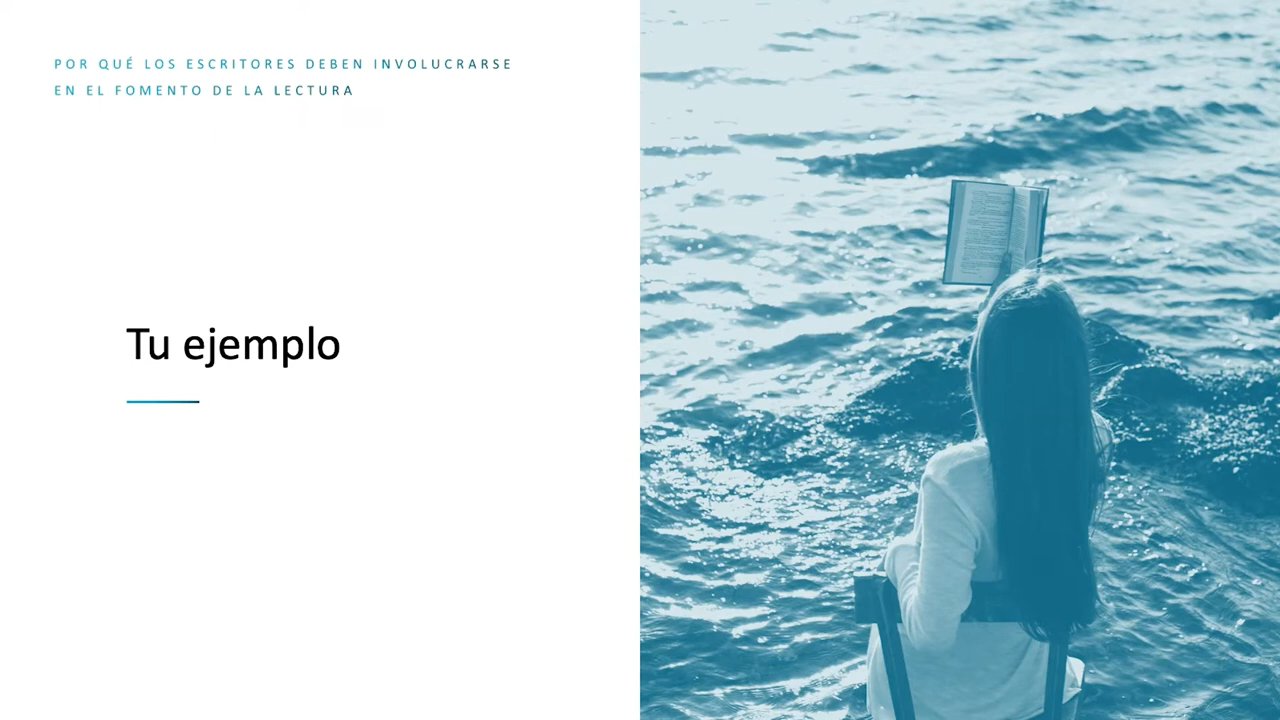 POR QUÉ LOS ESCRITORES DEBEN INVOLUCRARSE
EN EL FOMENTO DE LA LECTURA
Tu ejemplo